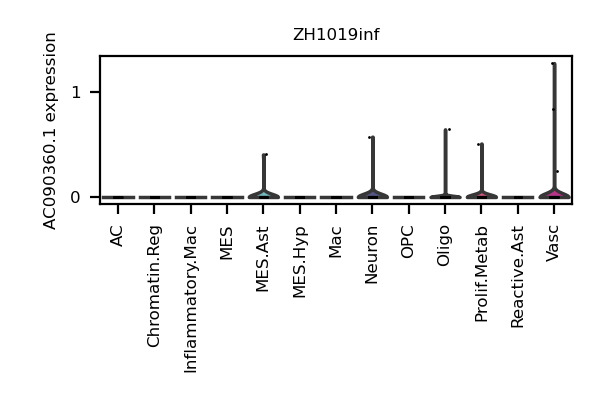 ZH1019inf
AC090360.1 expression
1
0
AC
Chromatin.Reg
Inflammatory.Mac
MES
MES.Ast
MES.Hyp
Mac
Neuron
OPC
Oligo
Prolif.Metab
Reactive.Ast
Vasc